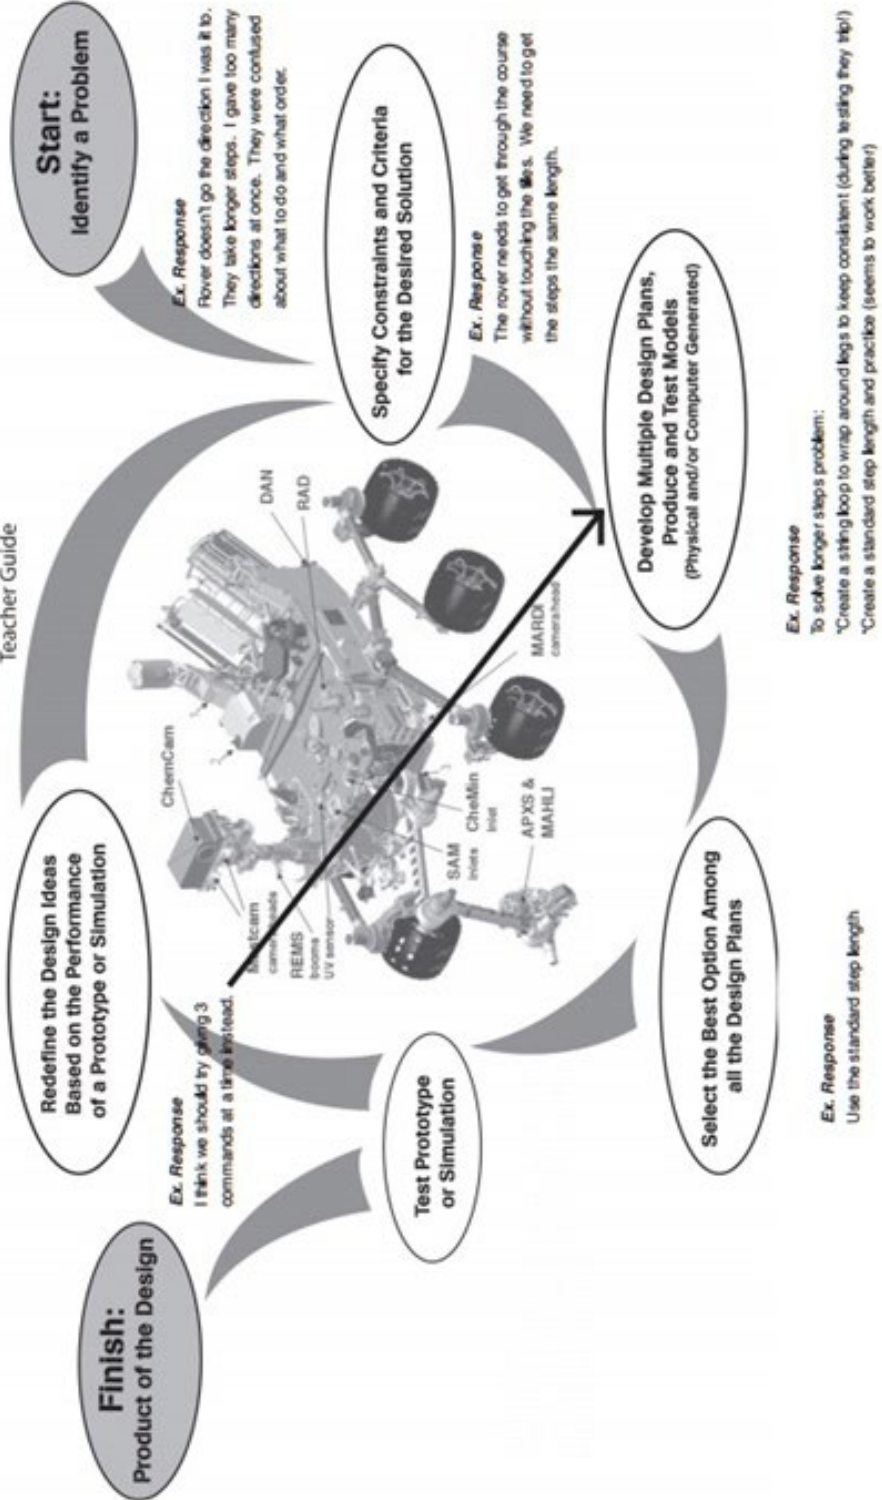 Teacher Guide
Start:
Identify a Problem
Ex. Response
Rover doesn't go the direction I was it to.
They take longer steps. I gave too many
directions at once. They were confused
about what to do and what order.
Specify Constraints and Criteria
for the Desired Solution
Ex. Response
The rover needs to get through the course
without touching the tiles. We need to get
the steps the same length.
Develop Multiple Design Plans,
Produce and Test Models
(Physical and/or Computer Generated)
Ex. Response
To solve longer steps problem:
*Create a string loop to wrap around legs to keep consistent (during testing they trip!)
*Create a standard step length and practice (seems to work better)
Select the Best Option Among
all the Design Plans
Ex. Response
Use the standard step length
Test Prototype
or Simulation
Redefine the Design Ideas
Based on the Performance
of a Prototype or Simulation
Ex. Response
I think we should try giving 3
commands at a time instead.
Finish:
Product of the Design
ChemCam
Mastcam
camera heads
REMS
booms
UV sensor
DAN
RAD
MARDI
camera head
SAM
inlets
CheMin
Inlet
APXS &
MAHLI